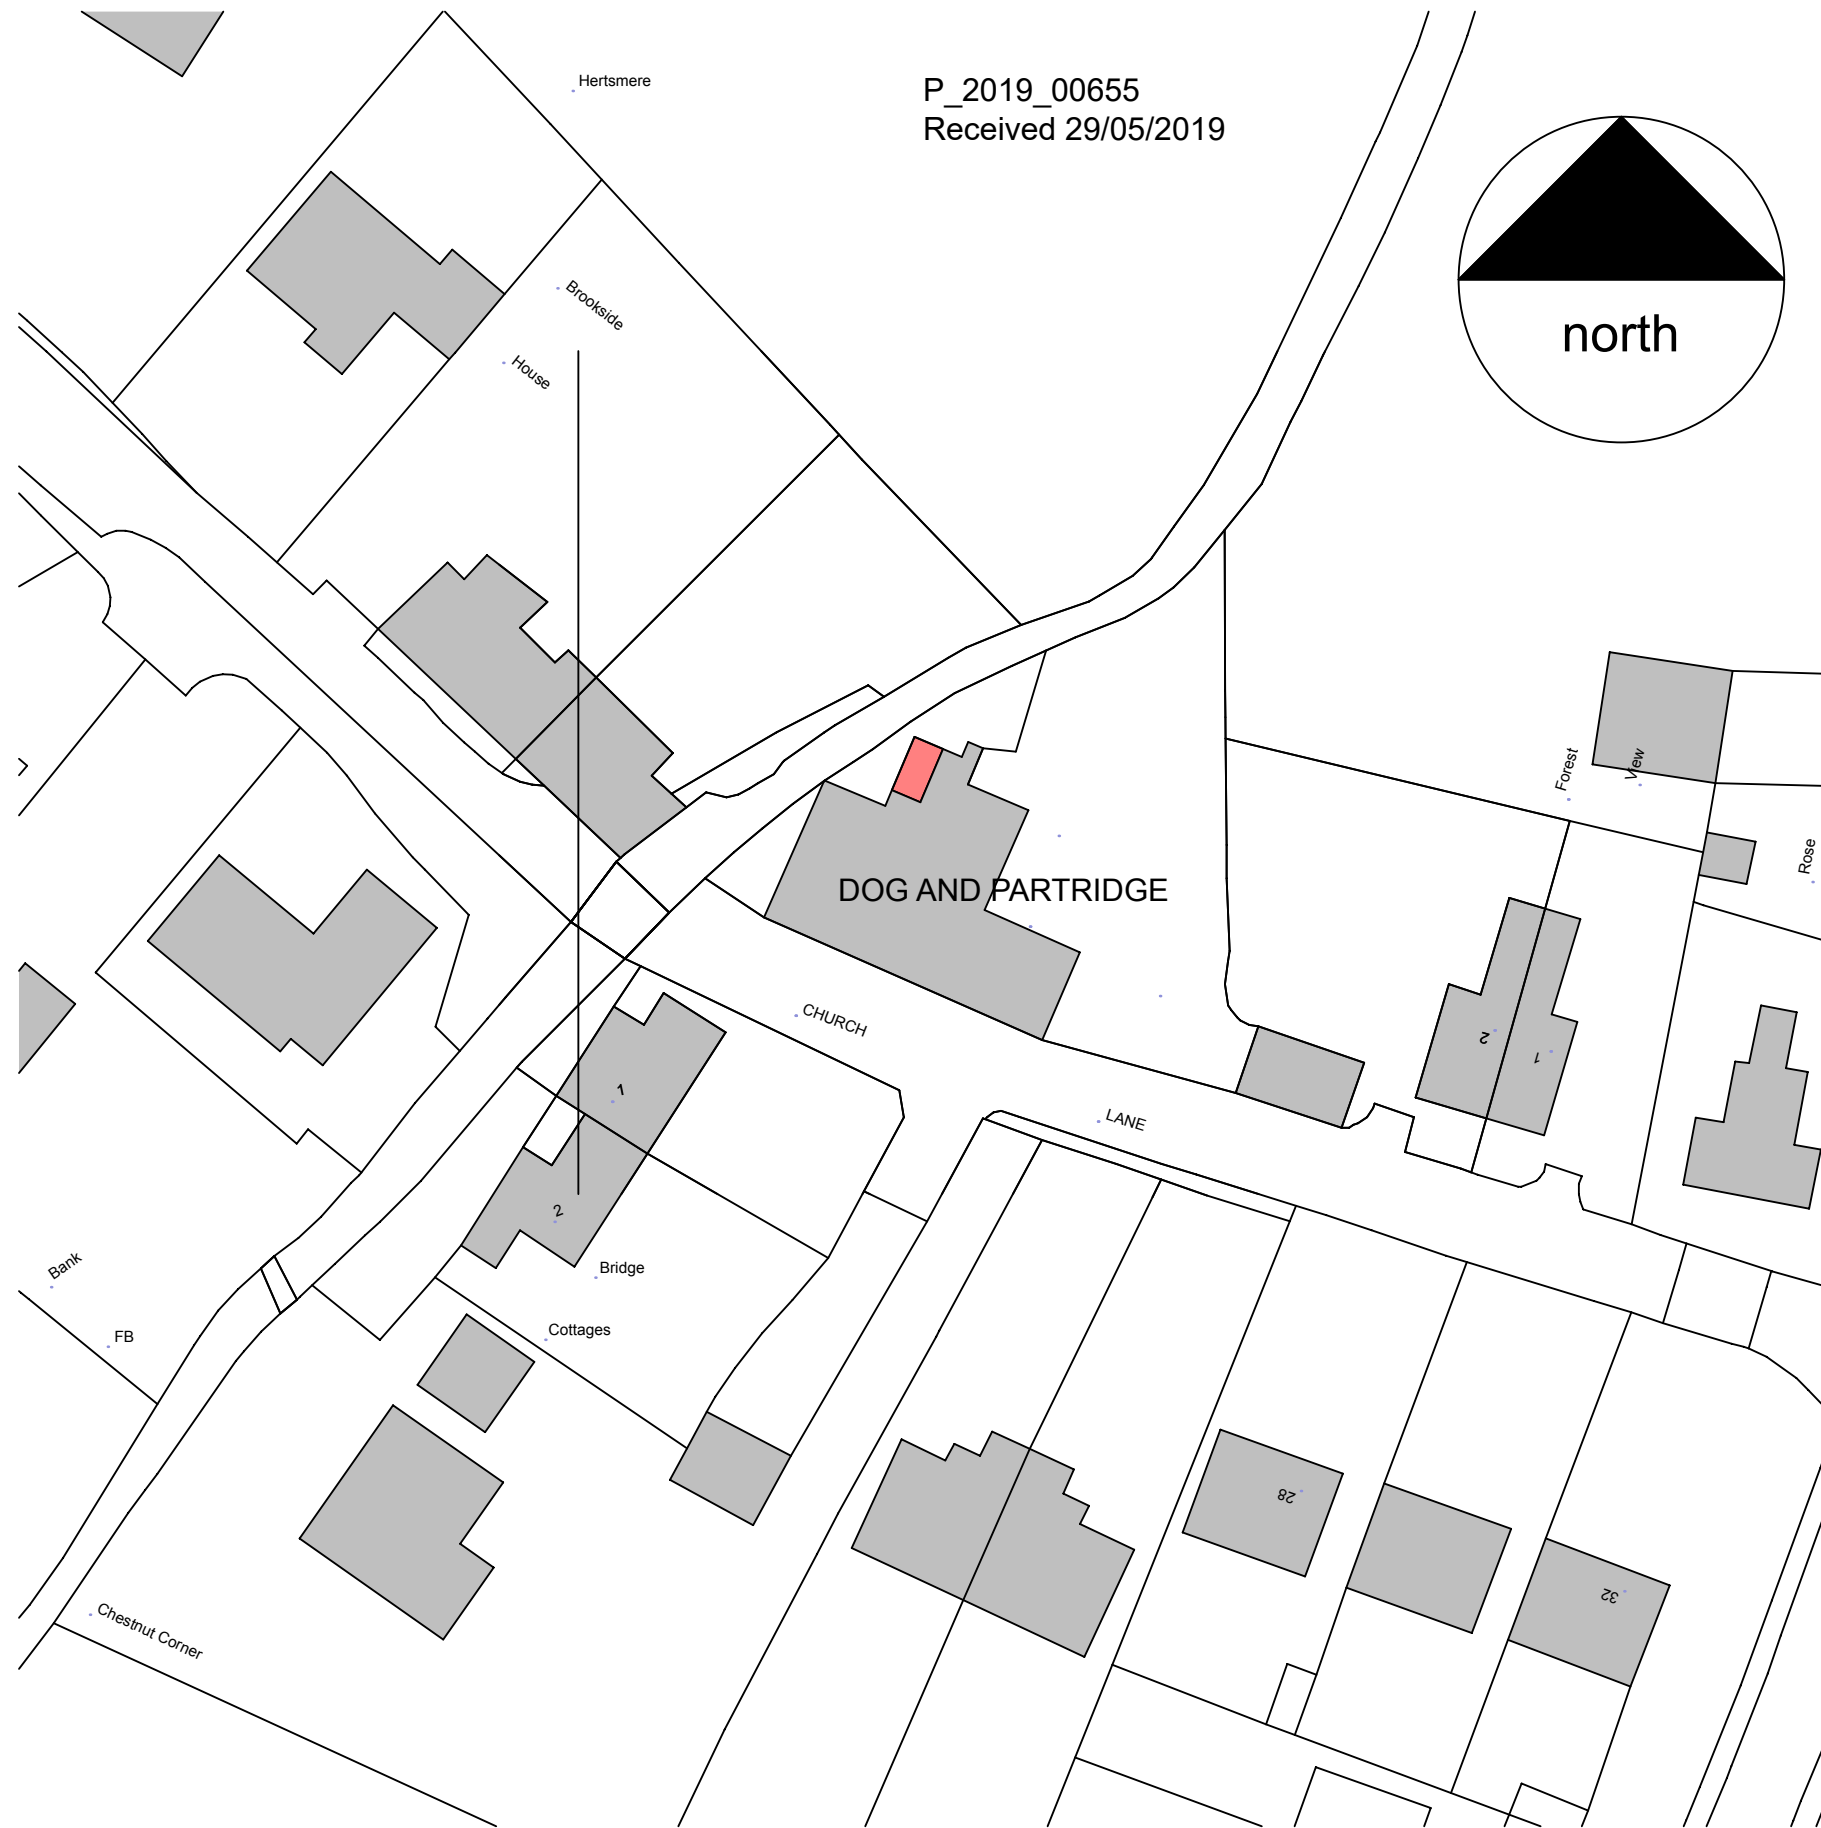 Hertsmere
P_2019_00655
Received 29/05/2019
north
Brookside
House
Forest
View
Rose
DOG AND PARTRIDGE
CHURCH
LANE
2
1
1
2
Bridge
Cottages
Bank
FB
28
32
Chestnut Corner